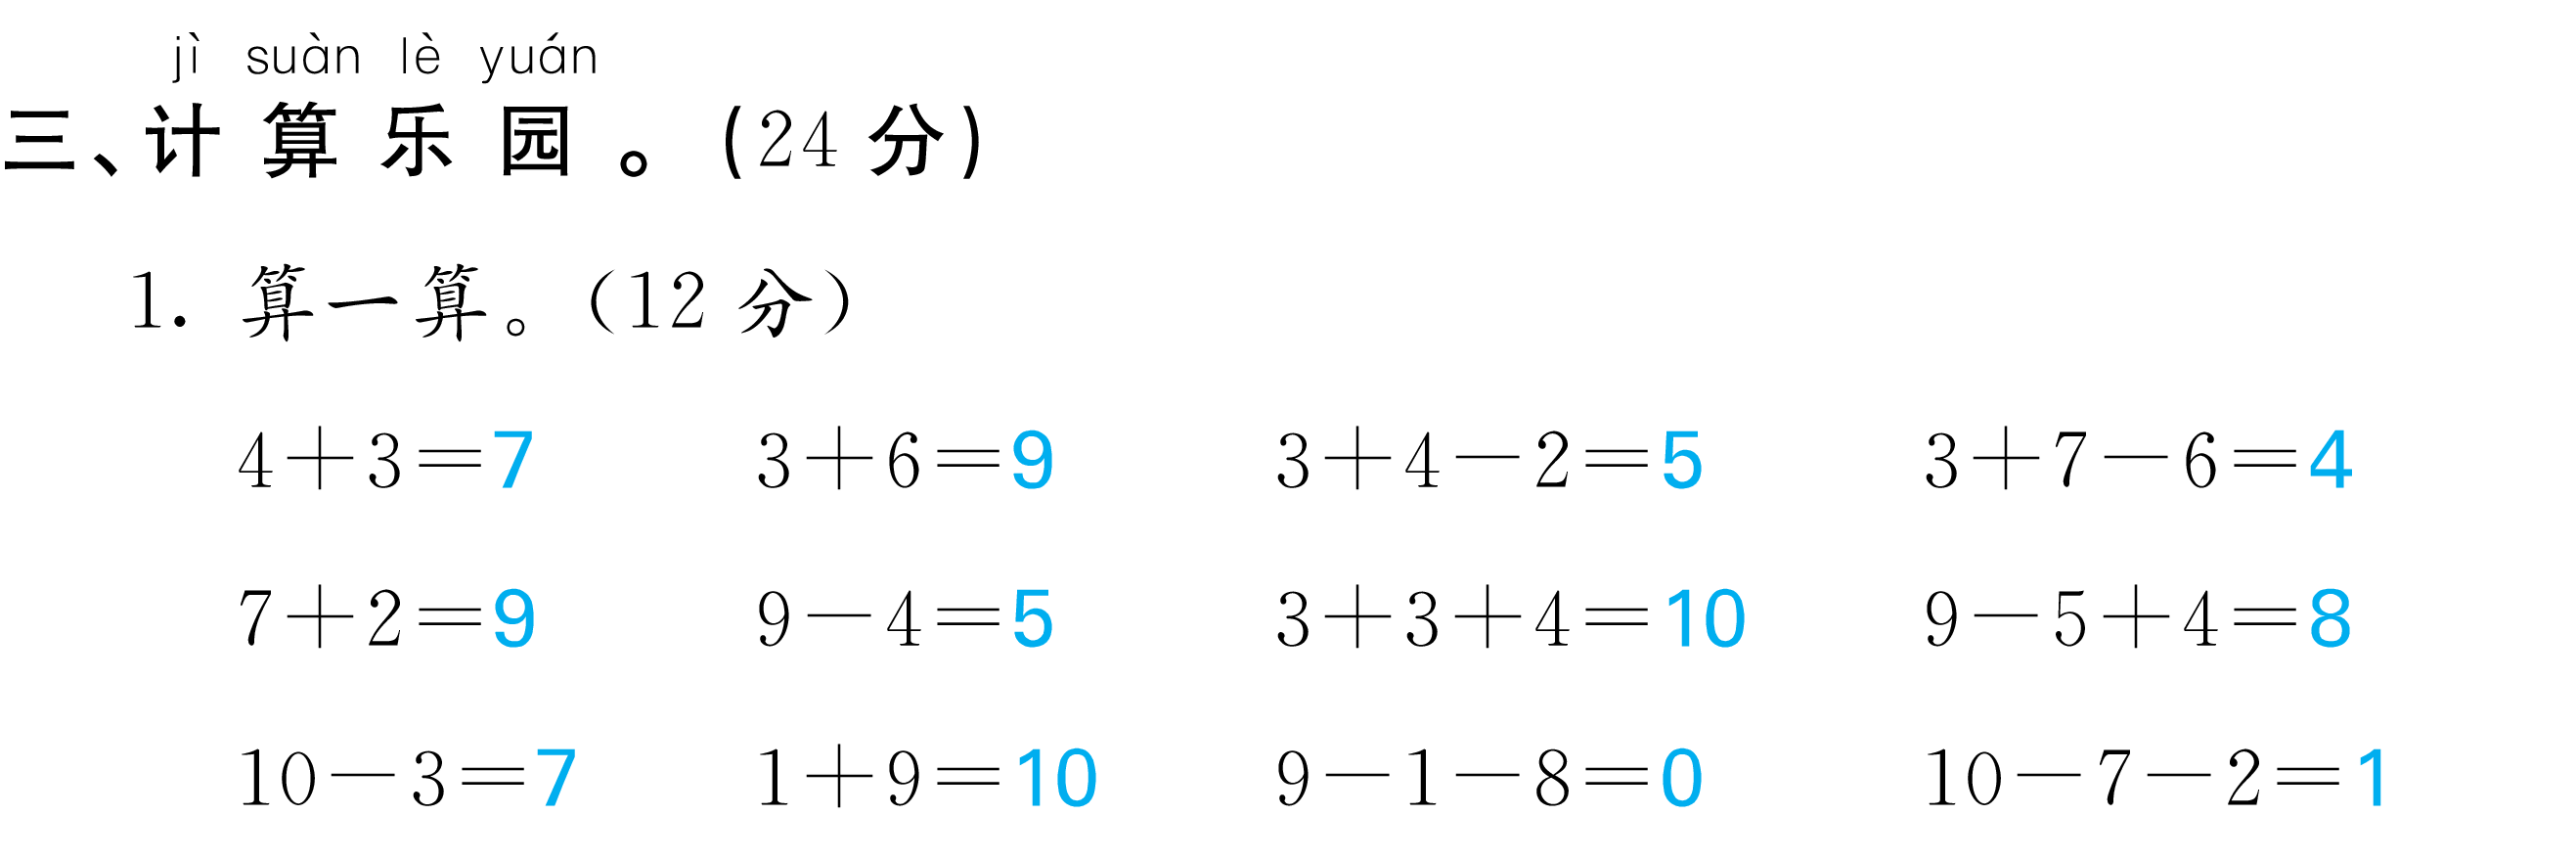 jì suàn lè yuán
三、计算乐园。(24分)
1. 算一算。(12分)
4+3=7 3+6=9 3+4-2=5 3+7-6=4
7+2=9 9-4=5 3+3+4=10 9-5+4=8
10-3=7 1+9=10 9-1-8=0 10-7-2=1